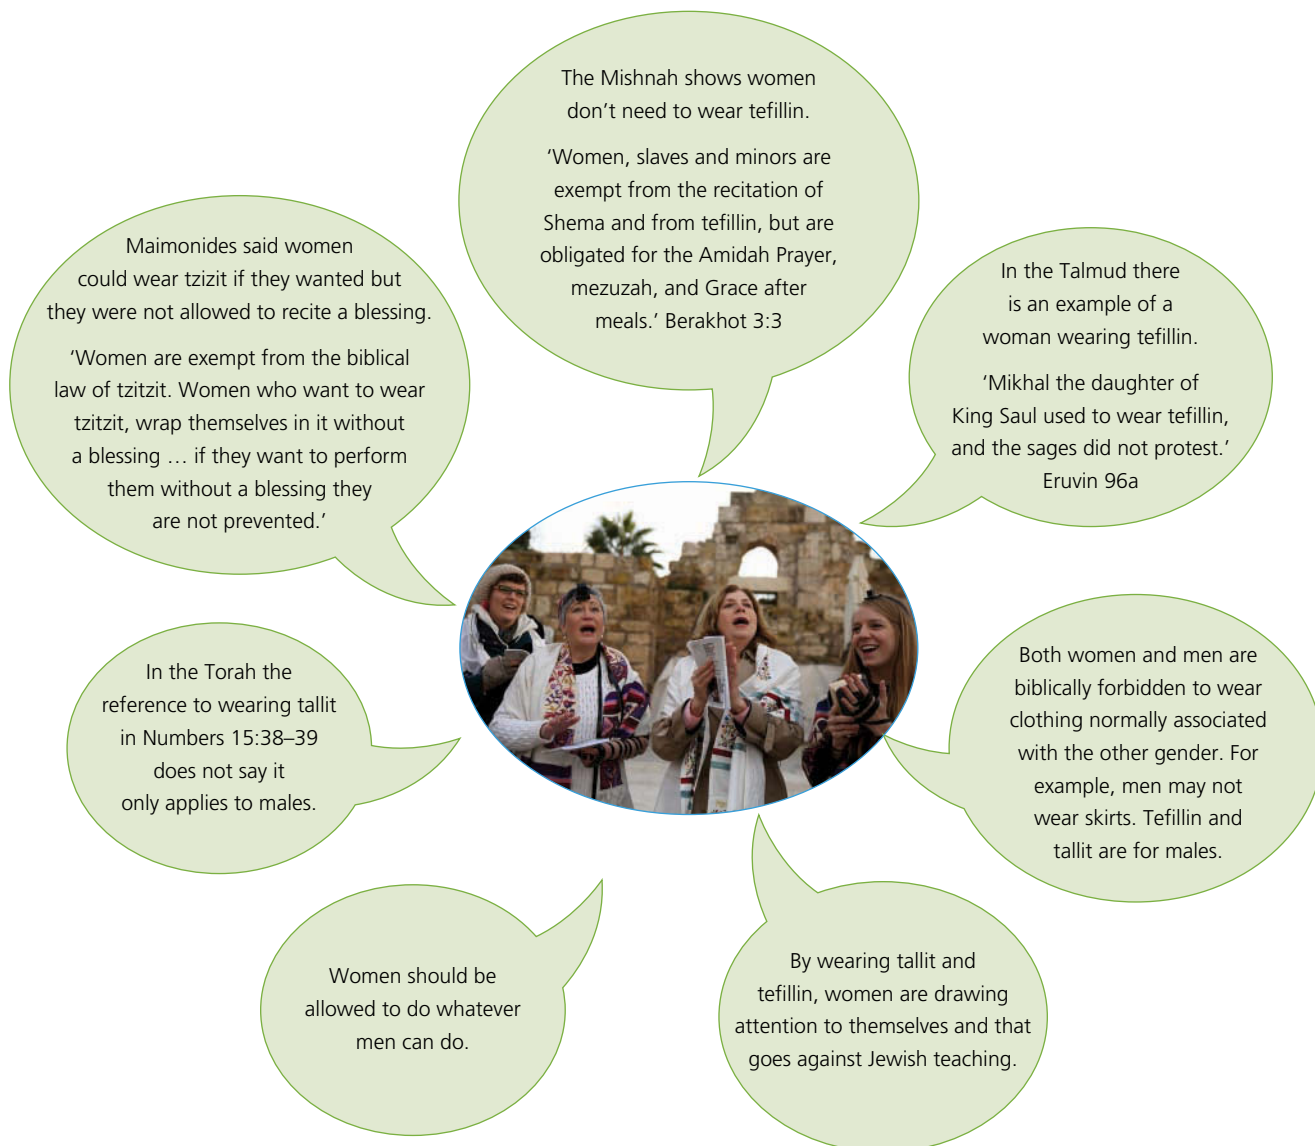 The Mishnah shows women
don’t need to wear tefillin.
‘Women, slaves and minors are
exempt from the recitation of
Shema and from tefillin, but are
obligated for the Amidah Prayer,
mezuzah, and Grace after
meals.’ Berakhot 3:3
Maimonides said women
could wear tzizit if they wanted but
they were not allowed to recite a blessing.
‘Women are exempt from the biblical
law of tzitzit. Women who want to wear
tzitzit, wrap themselves in it without
a blessing … if they want to perform
them without a blessing they
are not prevented.’
In the Talmud there
is an example of a
woman wearing tefillin.
‘Mikhal the daughter of
King Saul used to wear tefillin,
and the sages did not protest.’
Eruvin 96a
In the Torah the
reference to wearing tallit
in Numbers 15:38–39
does not say it
only applies to males.
Both women and men are
biblically forbidden to wear
clothing normally associated
with the other gender. For
example, men may not
wear skirts. Tefillin and
tallit are for males.
Women should be
allowed to do whatever
men can do.
By wearing tallit and
tefillin, women are drawing
attention to themselves and that
goes against Jewish teaching.